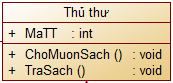 Thủ thư
+ MaTT : int
+ ChoMuonSach () : void
+ TraSach () : void